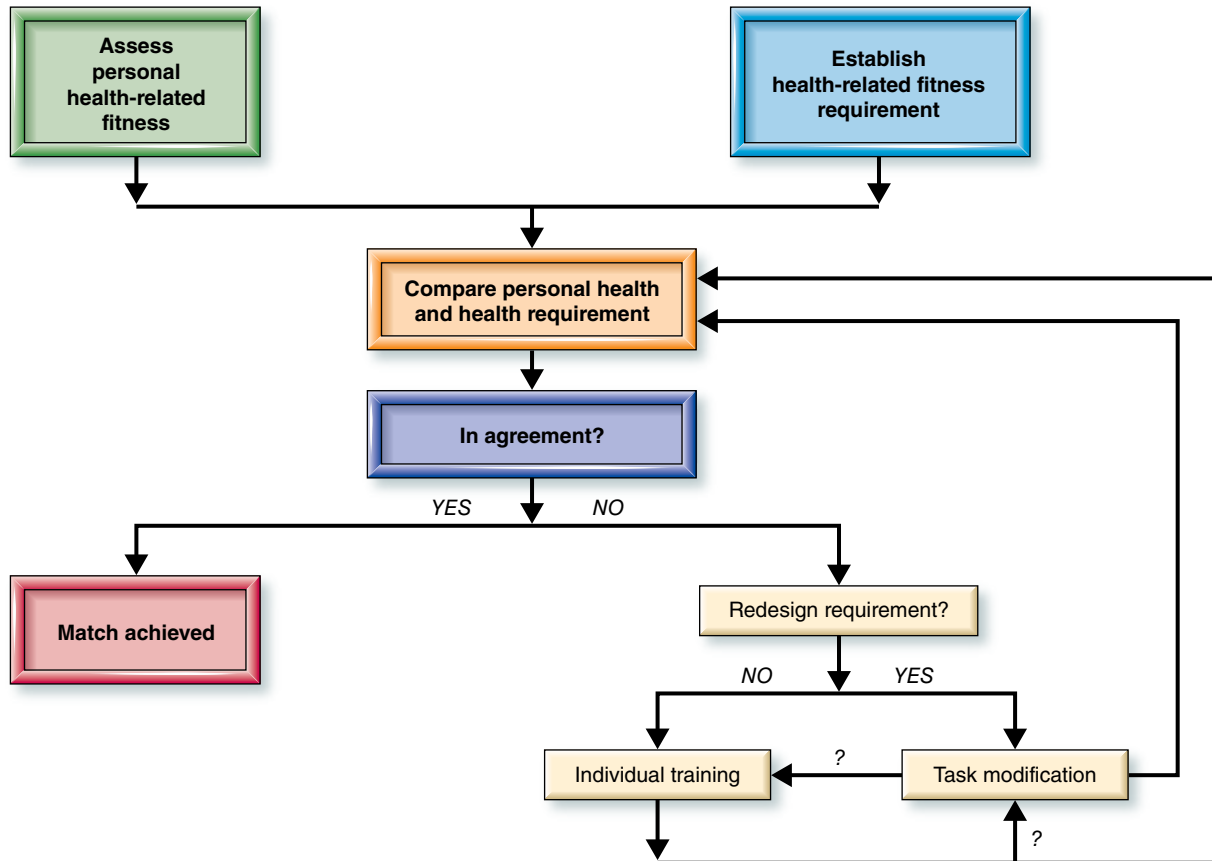 Assess
personal
health-related
fitness
Establish
health-related fitness
requirement
Compare personal health
and health requirement
In agreement?
YES
NO
Match achieved
Redesign requirement?
NO
YES
Individual training
?
Task modification
?